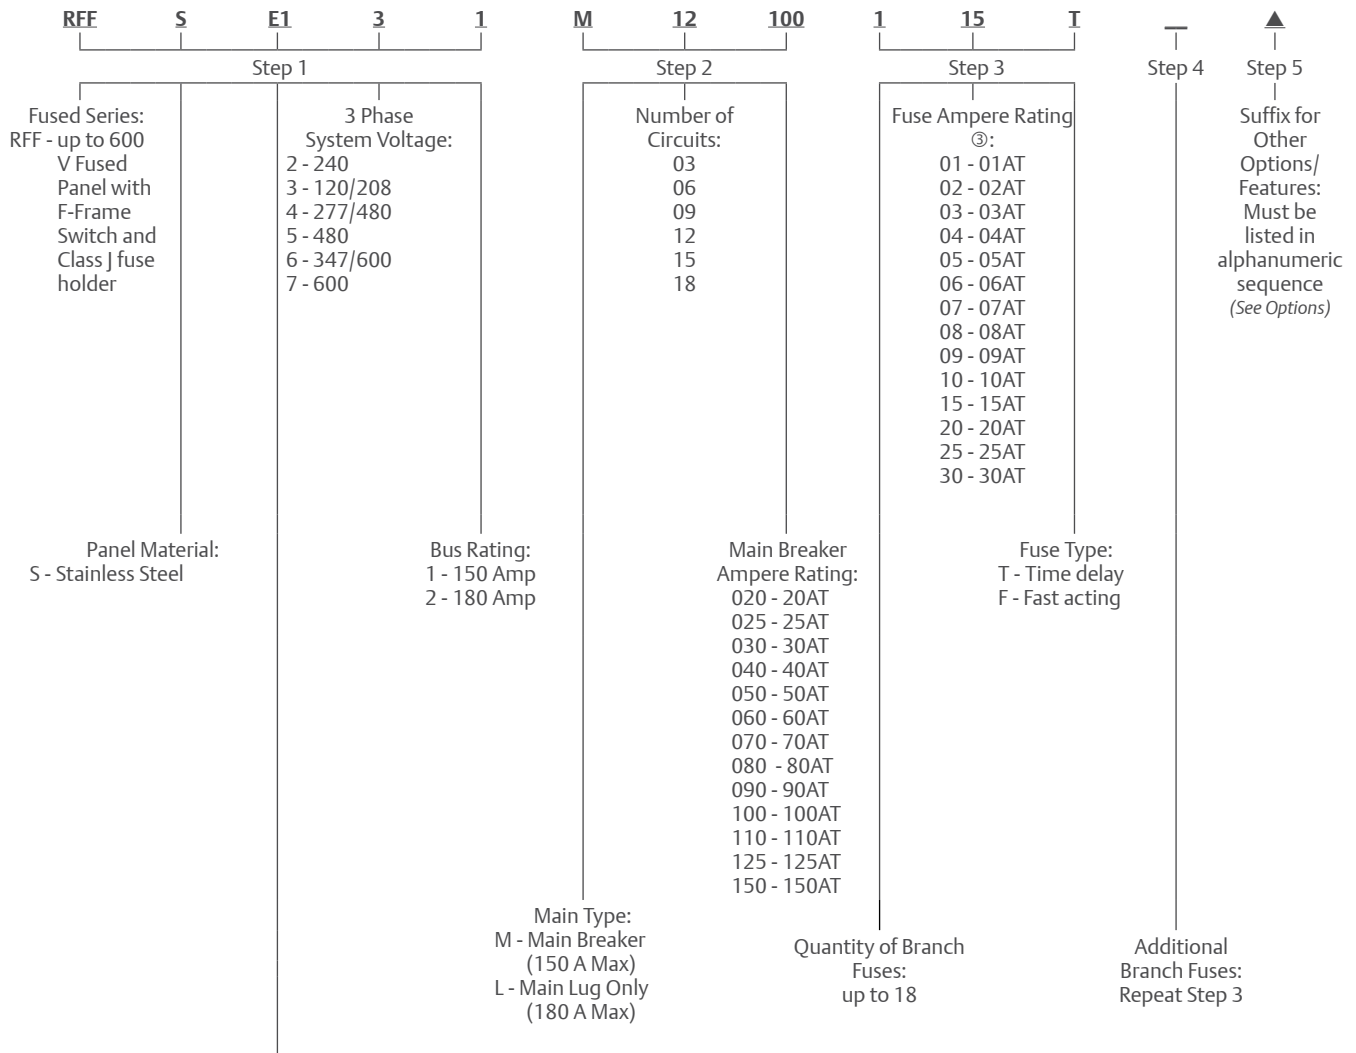 RFF S E1 3 1 M 12 100 1 15 T _ ▲
Step 1 Step 2 Step 3 Step 4 Step 5
Fused Series:
RFF - up to 600
V Fused
Panel with
F-Frame
Switch and
Class J fuse
holder
3 Phase
System Voltage:
2 - 240
3 - 120/208
4 - 277/480
5 - 480
6 - 347/600
7 - 600
Number of
Circuits:
03
06
09
12
15
18
Fuse Ampere Rating
③:
01 - 01AT
02 - 02AT
03 - 03AT
04 - 04AT
05 - 05AT
06 - 06AT
07 - 07AT
08 - 08AT
09 - 09AT
10 - 10AT
15 - 15AT
20 - 20AT
25 - 25AT
30 - 30AT
Suffix for
Other
Options/
Features:
Must be
listed in
alphanumeric
sequence
(See Options)
Panel Material:
S - Stainless Steel
Bus Rating:
1 - 150 Amp
2 - 180 Amp
Main Breaker
Ampere Rating:
020 - 20AT
025 - 25AT
030 - 30AT
040 - 40AT
050 - 50AT
060 - 60AT
070 - 70AT
080 - 80AT
090 - 90AT
100 - 100AT
110 - 110AT
125 - 125AT
150 - 150AT
Fuse Type:
T - Time delay
F - Fast acting
Main Type:
M - Main Breaker
(150 A Max)
L - Main Lug Only
(180 A Max)
Quantity of Branch
Fuses:
up to 18
Additional
Branch Fuses:
Repeat Step 3